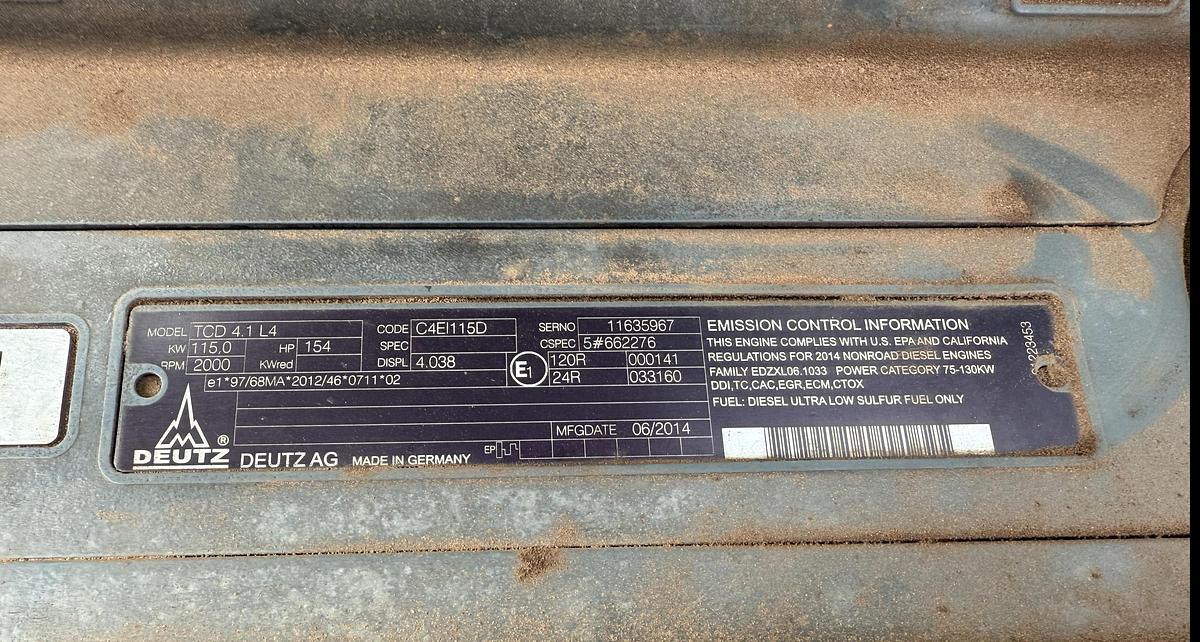 MODEL TCD 4.1 L4 CODE C4EI115D SERNO 11635967
KW 115,0 HP 154 SPEC CSPEC 5#662276
RPM 2000 KWred DISPL 4.038 E1 120R 000141
24R 033160
e1*97/68MA*2012/46*0711*02
MFGDATE 06/2014
DEUTZ ® DEUTZ AG MADE IN GERMANY EP
EMISSION CONTROL INFORMATION
THIS ENGINE COMPLIES WITH U.S. EPA AND CALIFORNIA
REGULATIONS FOR 2014 NONROAD DIESEL ENGINES
FAMILY EDZXL06.1033 POWER CATEGORY 75-130KW
DDI,TC,CAC,EGR,ECM,CTOX
FUEL: DIESEL ULTRA LOW SULFUR FUEL ONLY